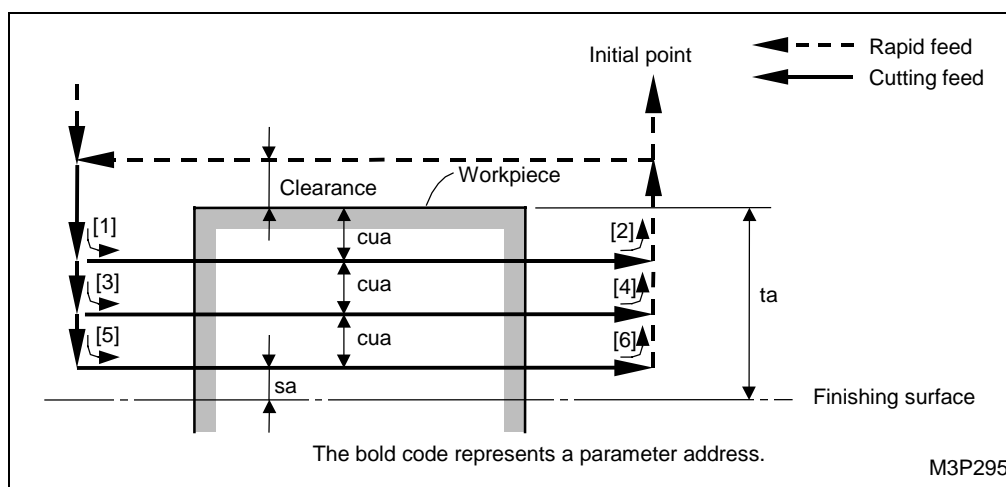 Initial point
Rapid feed
Cutting feed
Clearance
Workpiece
[1]
cua
[2]
[3]
cua
[4]
ta
[5]
cua
[6]
sa
Finishing surface
The bold code represents a parameter address.
M3P295